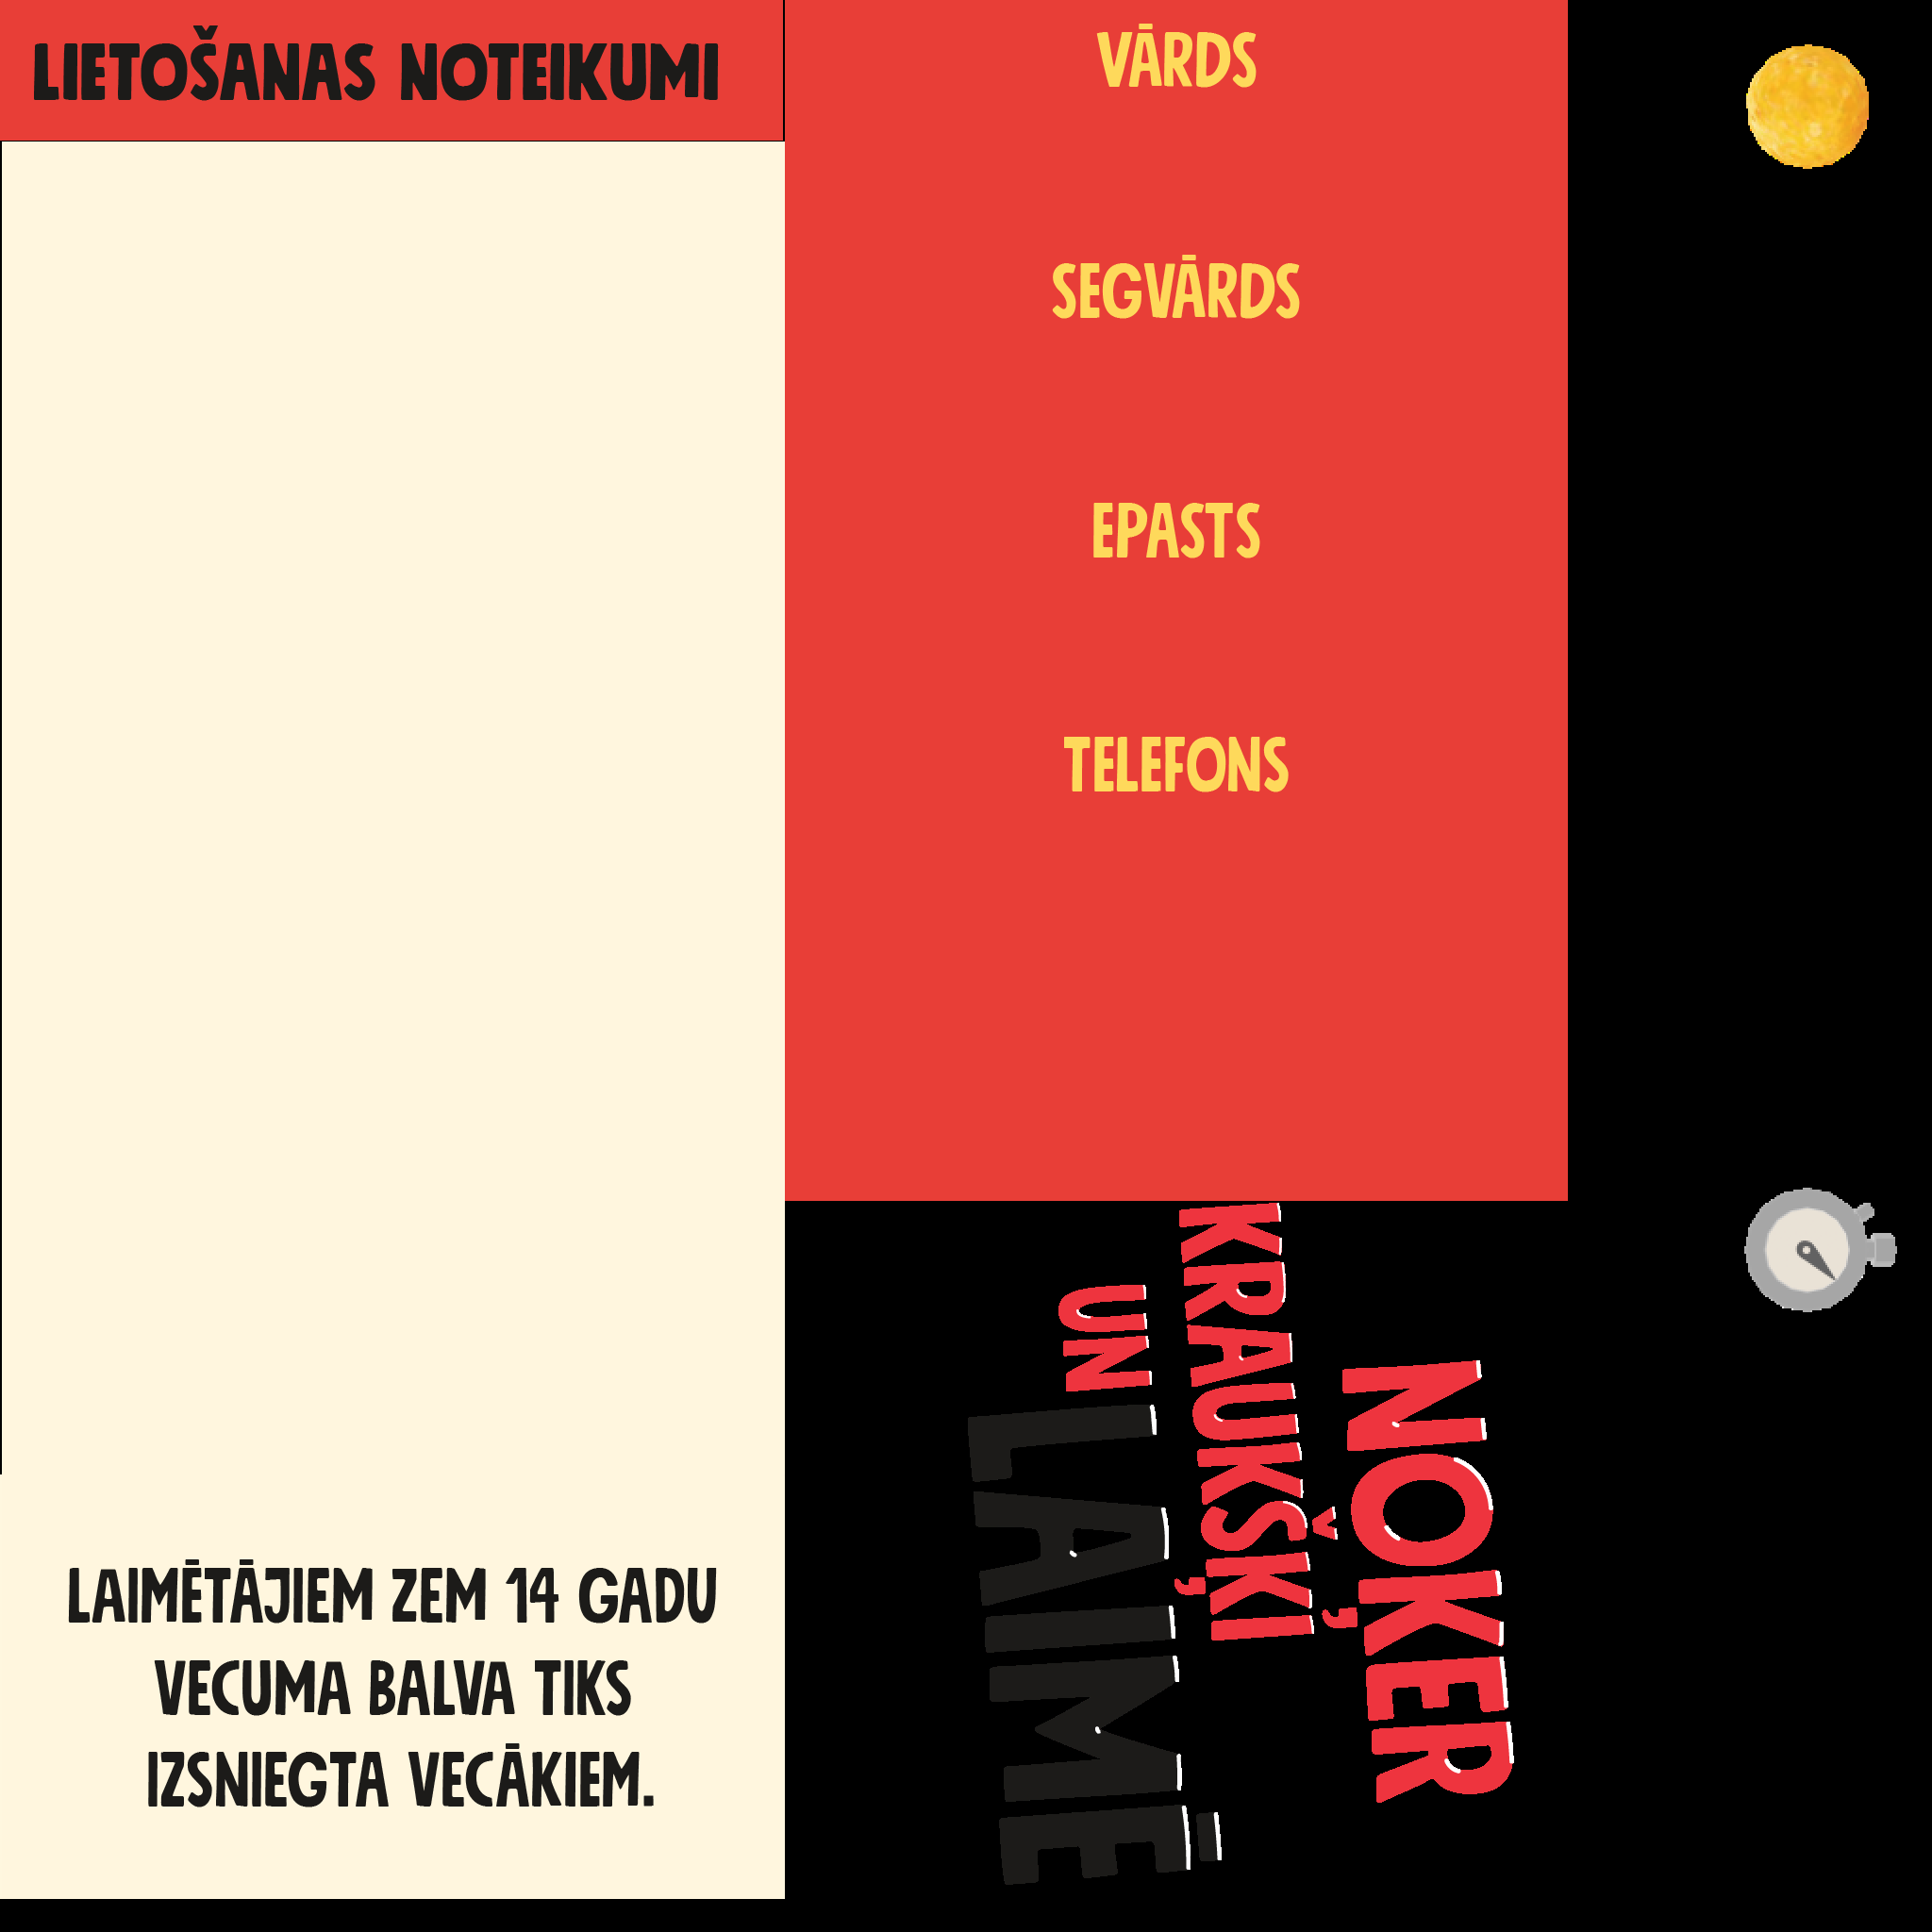 LIETOŠANAS NOTEIKUMI
LAIMĒTĀJIEM ZEM 14 GADU
VECUMA BALVA TIKS
IZSNIEGTA VECĀKIEM.
VĀRDS
SEGVĀRDS
EPASTS
TELEFONS
NOĶER
KRAUKŠĶI
UN
LAIMĒ